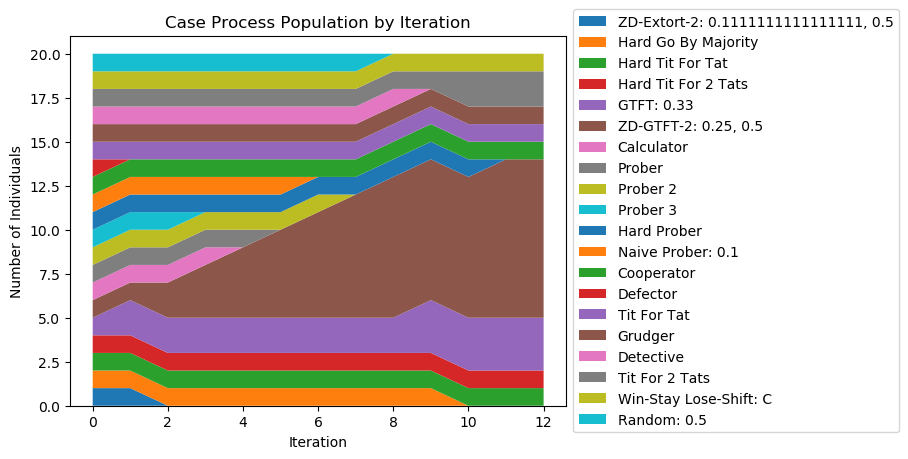 Case Process Population by Iteration
Number of Individuals
20.0
17.5
15.0
12.5
10.0
7.5
5.0
2.5
0.0
0 2 4 6 8 10 12
Iteration
ZD-Extort-2: 0.1111111111111111, 0.5
Hard Go By Majority
Hard Tit For Tat
Hard Tit For 2 Tats
GTFT: 0.33
ZD-GTFT-2: 0.25, 0.5
Calculator
Prober
Prober 2
Prober 3
Hard Prober
Naive Prober: 0.1
Cooperator
Defector
Tit For Tat
Grudger
Detective
Tit For 2 Tats
Win-Stay Lose-Shift: C
Random: 0.5